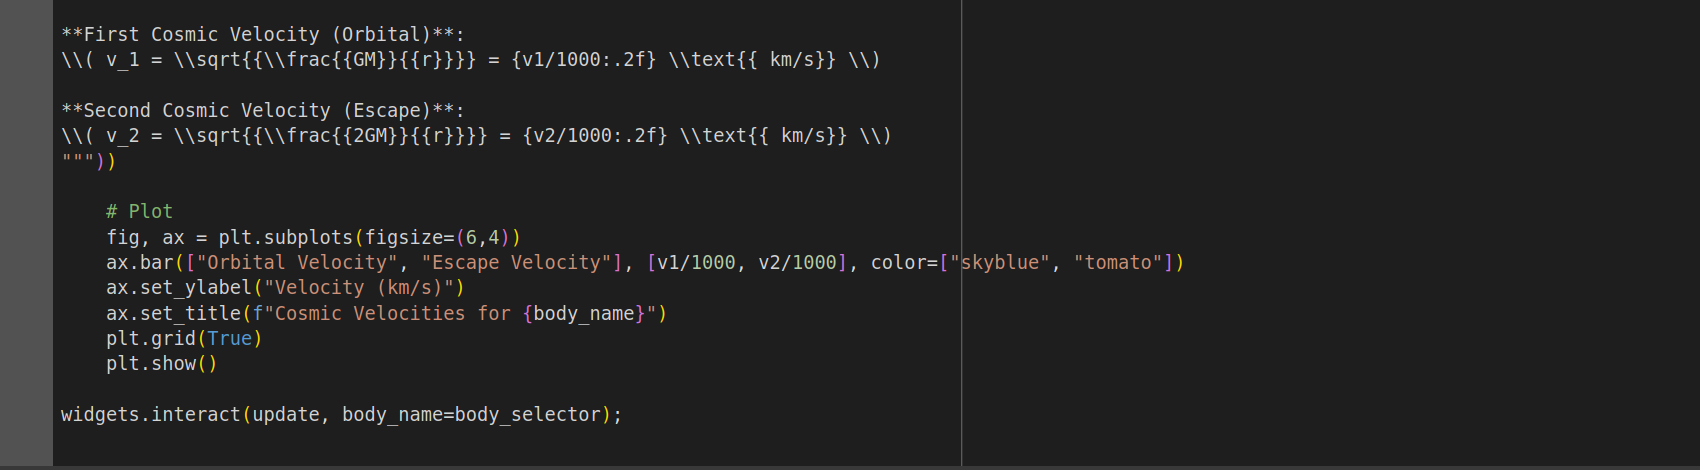 **First Cosmic Velocity (Orbital)**:
\\( v_1 = \\sqrt{{\\frac{{GM}}{{r}}}} = {v1/1000:.2f} \\text{{ km/s}} \\)
**Second Cosmic Velocity (Escape)**:
\\( v_2 = \\sqrt{{\\frac{{2GM}}{{r}}}} = {v2/1000:.2f} \\text{{ km/s}} \\)
"""))
    # Plot
    fig, ax = plt.subplots(figsize=(6,4))
    ax.bar(["Orbital Velocity", "Escape Velocity"], [v1/1000, v2/1000], color=["skyblue", "tomato"])
    ax.set_ylabel("Velocity (km/s)")
    ax.set_title(f"Cosmic Velocities for {body_name}")
    plt.grid(True)
    plt.show()
widgets.interact(update, body_name=body_selector);